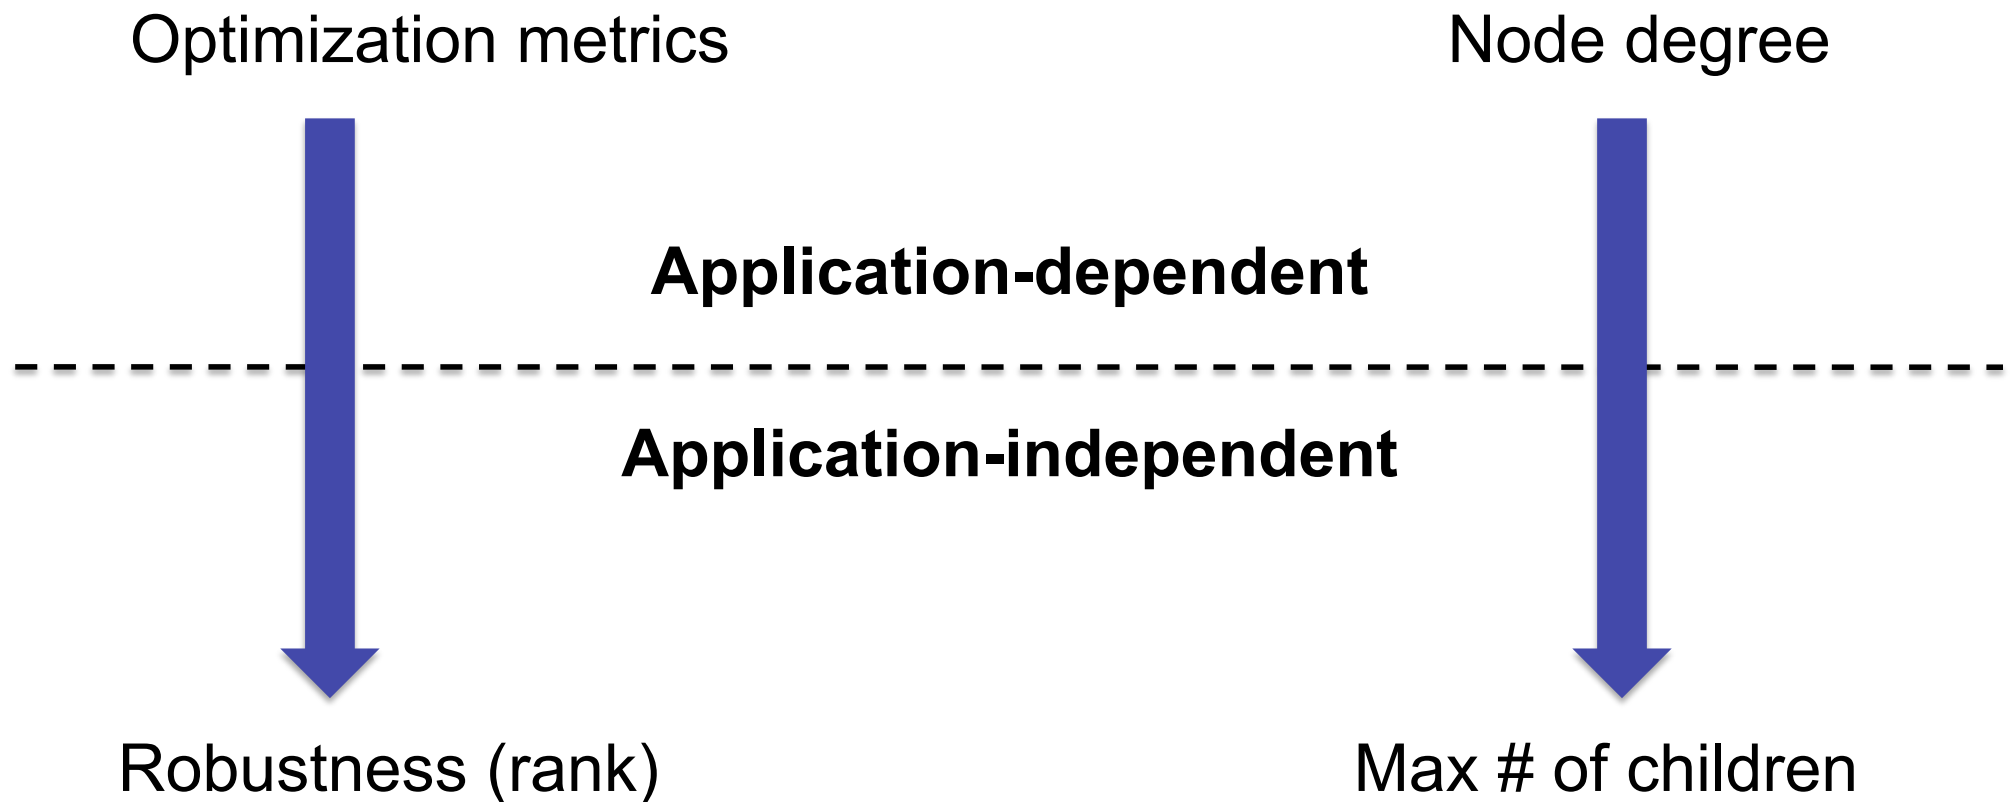 Optimization metrics
Node degree
Application-dependent
Application-independent
Robustness (rank)
Max # of children